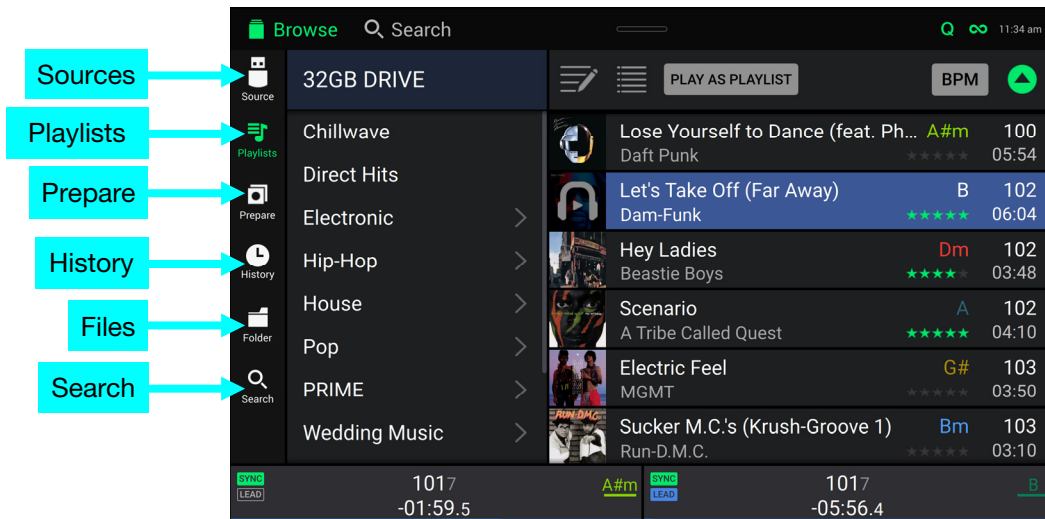 Browse
Search
Q
11:34 am
Sources
Source
32GB DRIVE
PLAY AS PLAYLIST
BPM
Playlists
Playlists
Prepare
Prepare
History
History
Files
Folder
Search
Search
Chillwave
Direct Hits
Electronic
Hip-Hop
House
Pop
PRIME
Wedding Music
Lose Yourself to Dance (feat. Ph... A#m 100
Daft Punk 05:54
Let's Take Off (Far Away) B 102
Dam-Funk 06:04
Hey Ladies Dm 102
Beastie Boys 03:48
Scenario A 102
A Tribe Called Quest 04:10
Electric Feel G# 103
MGMT 03:50
RUN-DMC
Sucker M.C.'s (Krush-Groove 1) Bm 103
Run-D.M.C. 03:10
SYNC 1017 A#m
LEAD -01:59.5
SYNC 1017 B
LEAD -05:56.4